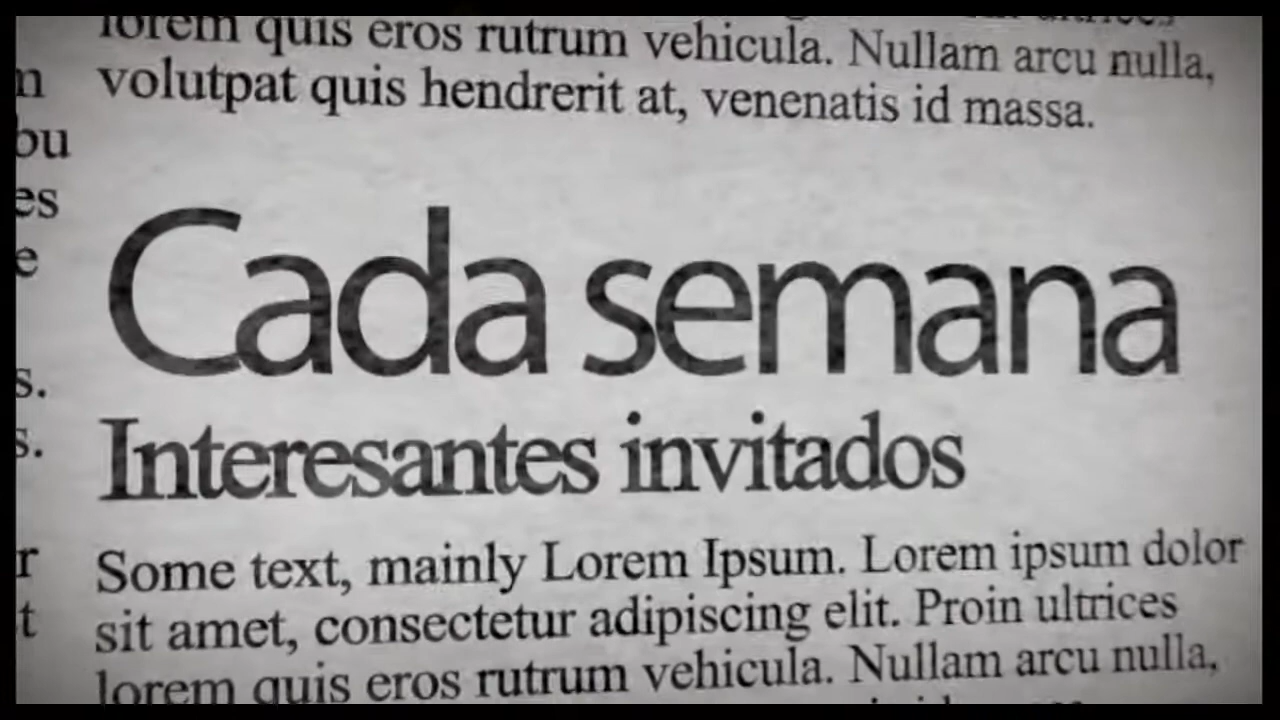 lorem quis eros rutrum vehicula. Nullam arcu nulla,
volutpat quis hendrerit at, venenatis id massa.
n
bu
es
e
s.
s.
r
t
Cada semana
Interesantes invitados
Some text, mainly Lorem Ipsum. Lorem ipsum dolor
sit amet, consectetur adipiscing elit. Proin ultrices
lorem quis eros rutrum vehicula. Nullam arcu nulla,